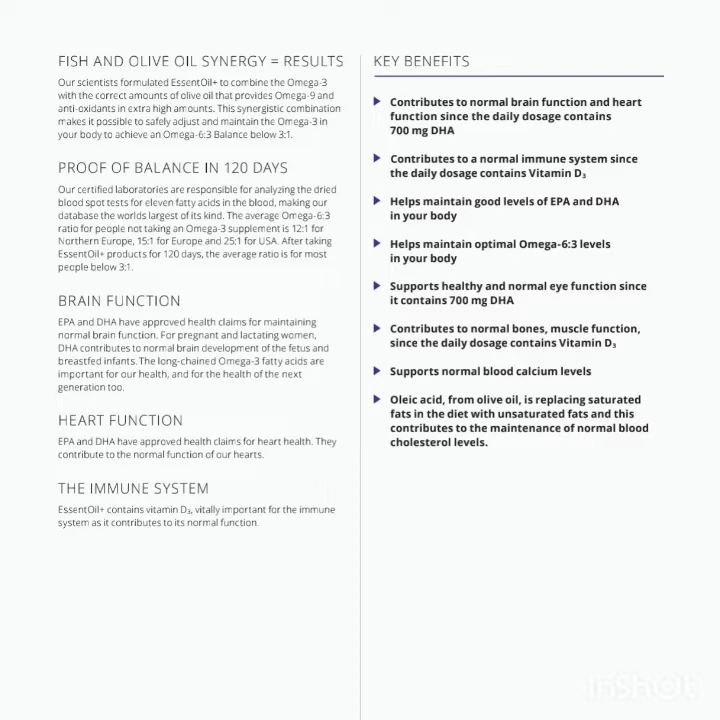 FISH AND OLIVE OIL SYNERGY = RESULTS
Our scientists formulated EssentOil+ to combine the Omega-3
with the correct amounts of olive oil that provides Omega-9 and
anti-oxidants in extra high amounts. This synergistic combination
makes it possible to safely adjust and maintain the Omega-3 in
your body to achieve an Omega-6:3 Balance below 3:1.
PROOF OF BALANCE IN 120 DAYS
Our certified laboratories are responsible for analyzing the dried
blood spot tests for eleven fatty acids in the blood, making our
database the worlds largest of its kind. The average Omega-6:3
ratio for people not taking an Omega-3 supplement is 12:1 for
Northern Europe, 15:1 for Europe and 25:1 for USA. After taking
EssentOil+ products for 120 days, the average ratio is for most
people below 3:1.
BRAIN FUNCTION
EPA and DHA have approved health claims for maintaining
normal brain function. For pregnant and lactating women,
DHA contributes to normal brain development of the fetus and
breastfed infants. The long-chained Omega-3 fatty acids are
important for our health, and for the health of the next
generation too.
HEART FUNCTION
EPA and DHA have approved health claims for heart health. They
contribute to the normal function of our hearts.
THE IMMUNE SYSTEM
EssentOil+ contains vitamin D₃, vitally important for the immune
system as it contributes to its normal function.
KEY BENEFITS
Contributes to normal brain function and heart
function since the daily dosage contains
700 mg DHA
Contributes to a normal immune system since
the daily dosage contains Vitamin D₃
Helps maintain good levels of EPA and DHA
in your body
Helps maintain optimal Omega-6:3 levels
in your body
Supports healthy and normal eye function since
it contains 700 mg DHA
Contributes to normal bones, muscle function,
since the daily dosage contains Vitamin D₃
Supports normal blood calcium levels
Oleic acid, from olive oil, is replacing saturated
fats in the diet with unsaturated fats and this
contributes to the maintenance of normal blood
cholesterol levels.